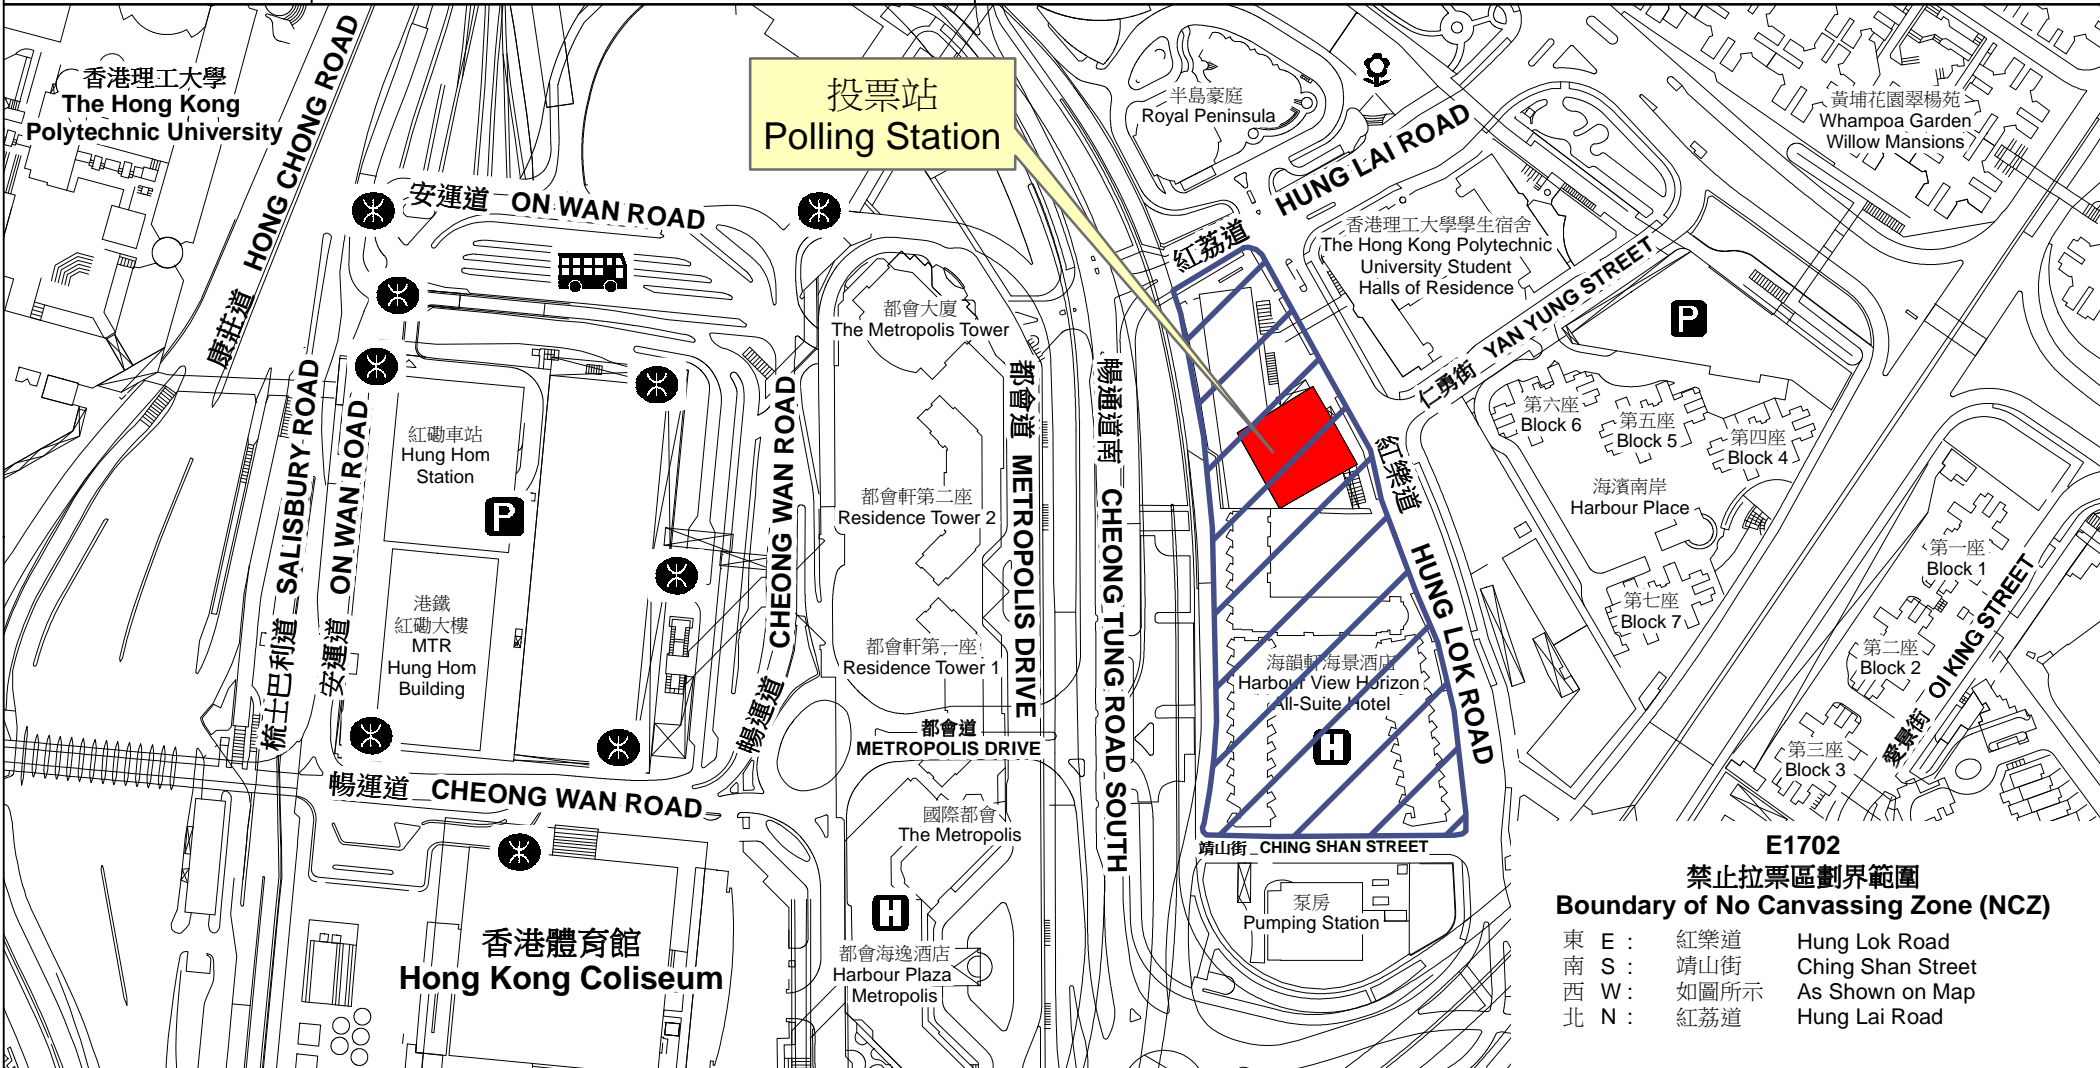 香港理工大學
The Hong Kong
Polytechnic University
康莊道 HONG CHONG ROAD
投票站
Polling Station
半島豪庭
Royal Peninsula
紅荔道 HUNG LAI ROAD
黃埔花園翠楊苑
Whampoa Garden
Willow Mansions
安運道 ON WAN ROAD
香港理工大學學生宿舍
The Hong Kong Polytechnic
University Student
Halls of Residence
仁勇街 YAN YUNG STREET
P
都會大廈
The Metropolis Tower
梳士巴利道 SALISBURY ROAD
安運道 ON WAN ROAD
紅磡車站
Hung Hom
Station
P
港鐵
紅磡大樓
MTR
Hung Hom
Building
暢運道 CHEONG WAN ROAD
都會軒第二座
Residence Tower 2
都會軒第一座
Residence Tower 1
都會道 METROPOLIS DRIVE
暢通道南 CHEONG TUNG ROAD SOUTH
紅樂道 HUNG LOK ROAD
第六座
Block 6
第五座
Block 5
第四座
Block 4
海濱南岸
Harbour Place
第七座
Block 7
第一座
Block 1
第二座
Block 2
第三座
Block 3
愛景街 OI KING STREET
海韻軒海景酒店
Harbour View Horizon
All-Suite Hotel
H
都會道
METROPOLIS DRIVE
暢運道 CHEONG WAN ROAD
國際都會
The Metropolis
靖山街 CHING SHAN STREET
泵房
Pumping Station
H
都會海逸酒店
Harbour Plaza
Metropolis
香港體育館
Hong Kong Coliseum
E1702
禁止拉票區劃界範圍
Boundary of No Canvassing Zone (NCZ)
東 E : 紅樂道 Hung Lok Road
南 S : 靖山街 Ching Shan Street
西 W : 如圖所示 As Shown on Map
北 N : 紅荔道 Hung Lai Road